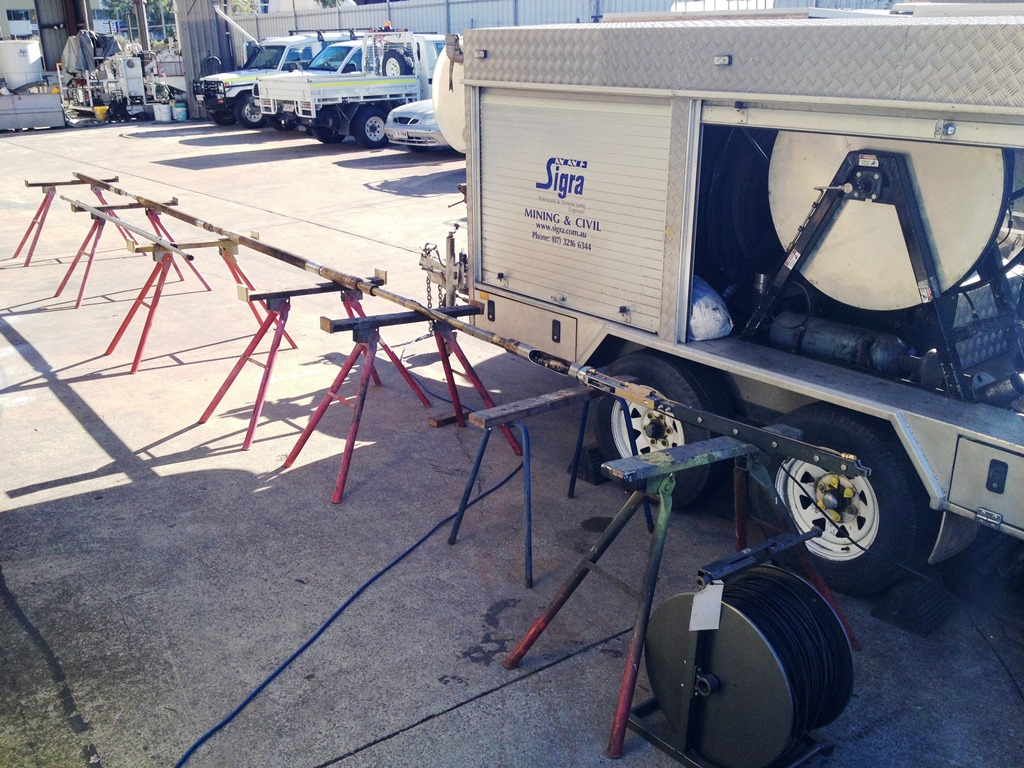 Sigra
MINING & CIVIL
www.sigra.com.au
Phone: (07) 3216 6344